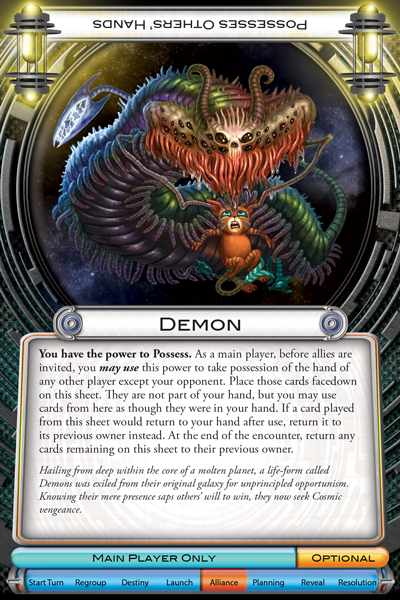 POSSESSES OTHERS' HANDS
DEMON
You have the power to Possess. As a main player, before allies are
invited, you may use this power to take possession of the hand of
any other player except your opponent. Place those cards facedown
on this sheet. They are not part of your hand, but you may use
cards from here as though they were in your hand. If a card played
from this sheet would return to your hand after use, return it to
its previous owner instead. At the end of the encounter, return any
cards remaining on this sheet to their previous owner.
Hailing from deep within the core of a molten planet, a life-form called
Demons was exiled from their original galaxy for unprincipled opportunism.
Knowing their mere presence saps others' will to win, they now seek Cosmic
vengeance.
MAIN PLAYER ONLY OPTIONAL
Start Turn Regroup Destiny Launch Alliance Planning Reveal Resolution